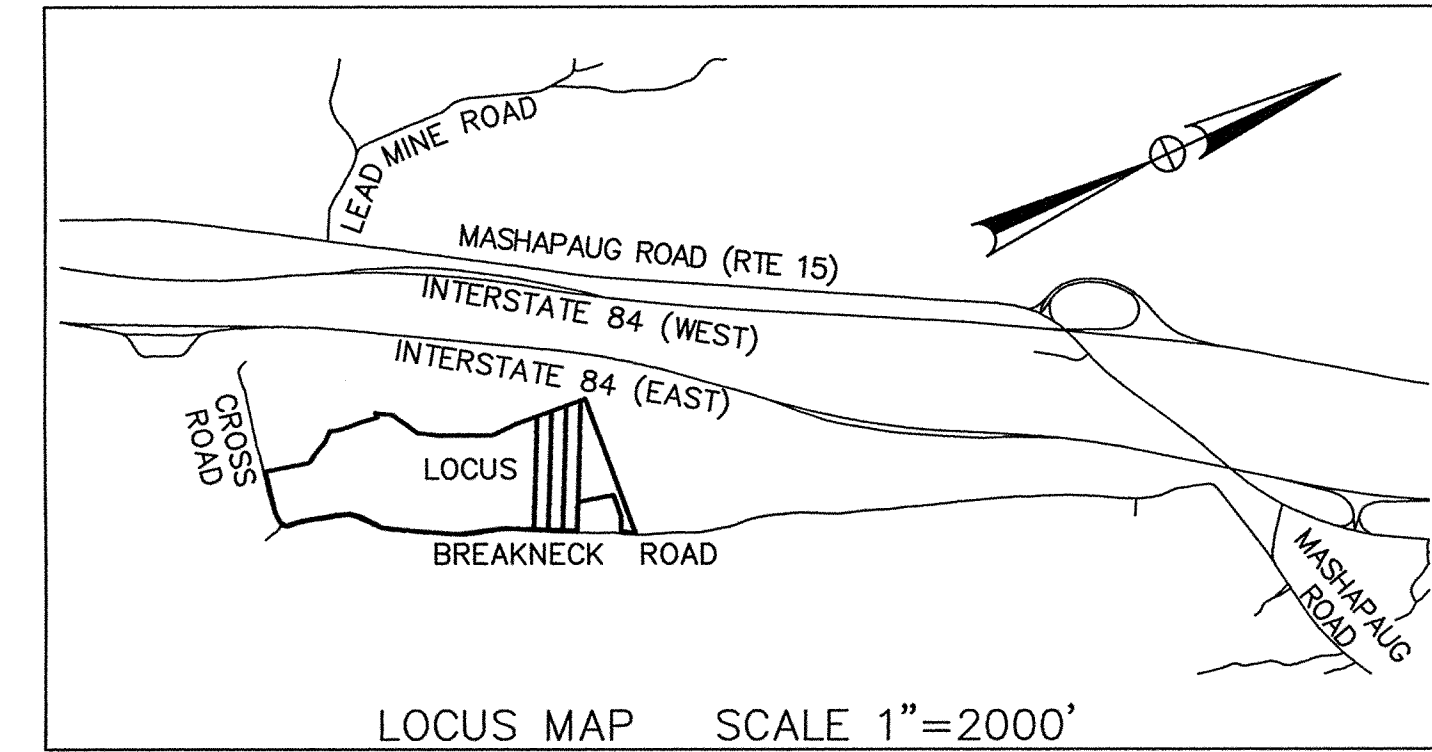 LEAD MINE ROAD
MASHAPAUG ROAD (RTE 15)
INTERSTATE 84 (WEST)
INTERSTATE 84 (EAST)
CROSS
ROAD
LOCUS
BREAKNECK ROAD
MASHAPAUG
ROAD
LOCUS MAP SCALE 1"=2000'